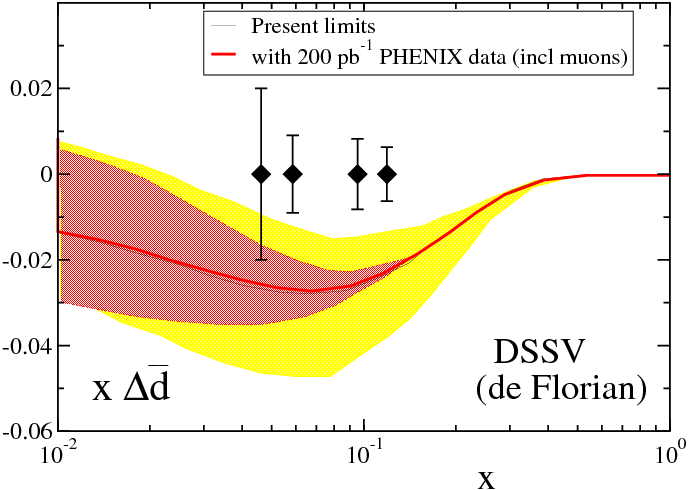 Present limits
with 200 pb⁻¹ PHENIX data (incl muons)
0.02
0
-0.02
-0.04
-0.06
DSSV
(de Florian)
x Δd̅
10⁻²
10⁻¹
10⁰
x